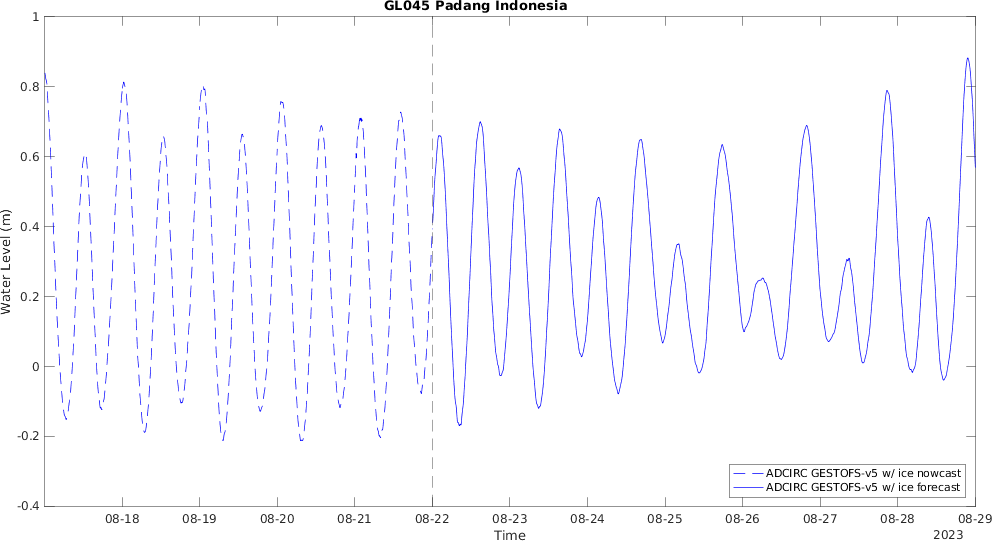 GL045 Padang Indonesia
1
0.8
0.6
0.4
0.2
0
-0.2
-0.4
Water Level (m)
ADCIRC GESTOFS-v5 w/ ice nowcast
ADCIRC GESTOFS-v5 w/ ice forecast
08-18 08-19 08-20 08-21 08-22 08-23 08-24 08-25 08-26 08-27 08-28 08-29
Time
2023